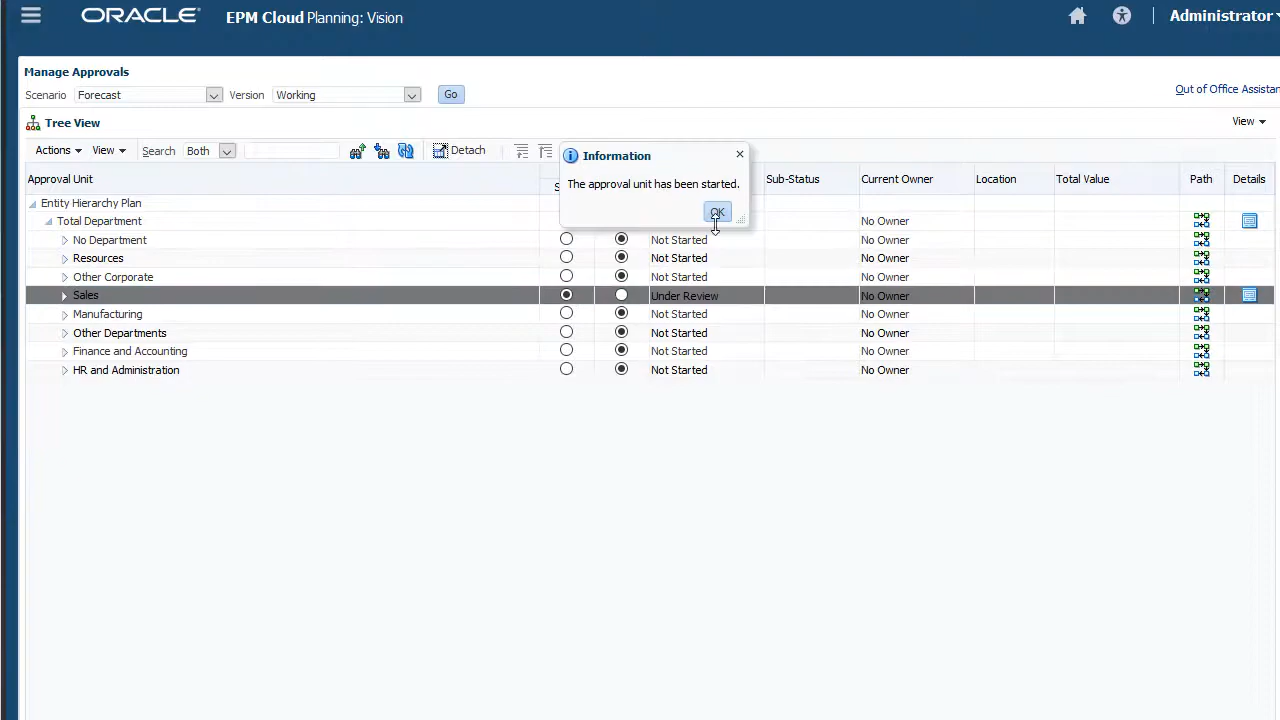 ORACLE® EPM Cloud Planning: Vision Administrator
Manage Approvals
Scenario Forecast Version Working Go Out of Office Assistan
Tree View View
Actions View Search Both Detach
Information
The approval unit has been started.
OK
Approval Unit S Sub-Status Current Owner Location Total Value Path Details
Entity Hierarchy Plan
Total Department No Owner
No Department Not Started No Owner
Resources Not Started No Owner
Other Corporate Not Started No Owner
Sales Under Review No Owner
Manufacturing Not Started No Owner
Other Departments Not Started No Owner
Finance and Accounting Not Started No Owner
HR and Administration Not Started No Owner